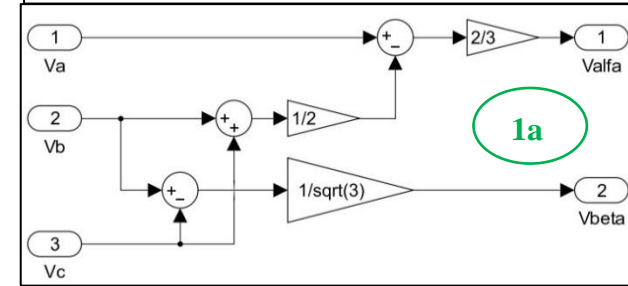 1
Va
+
−
2/3
1
Valfa
2
Vb
+
+
1/2
1a
+
−
1/sqrt(3)
2
Vbeta
3
Vc